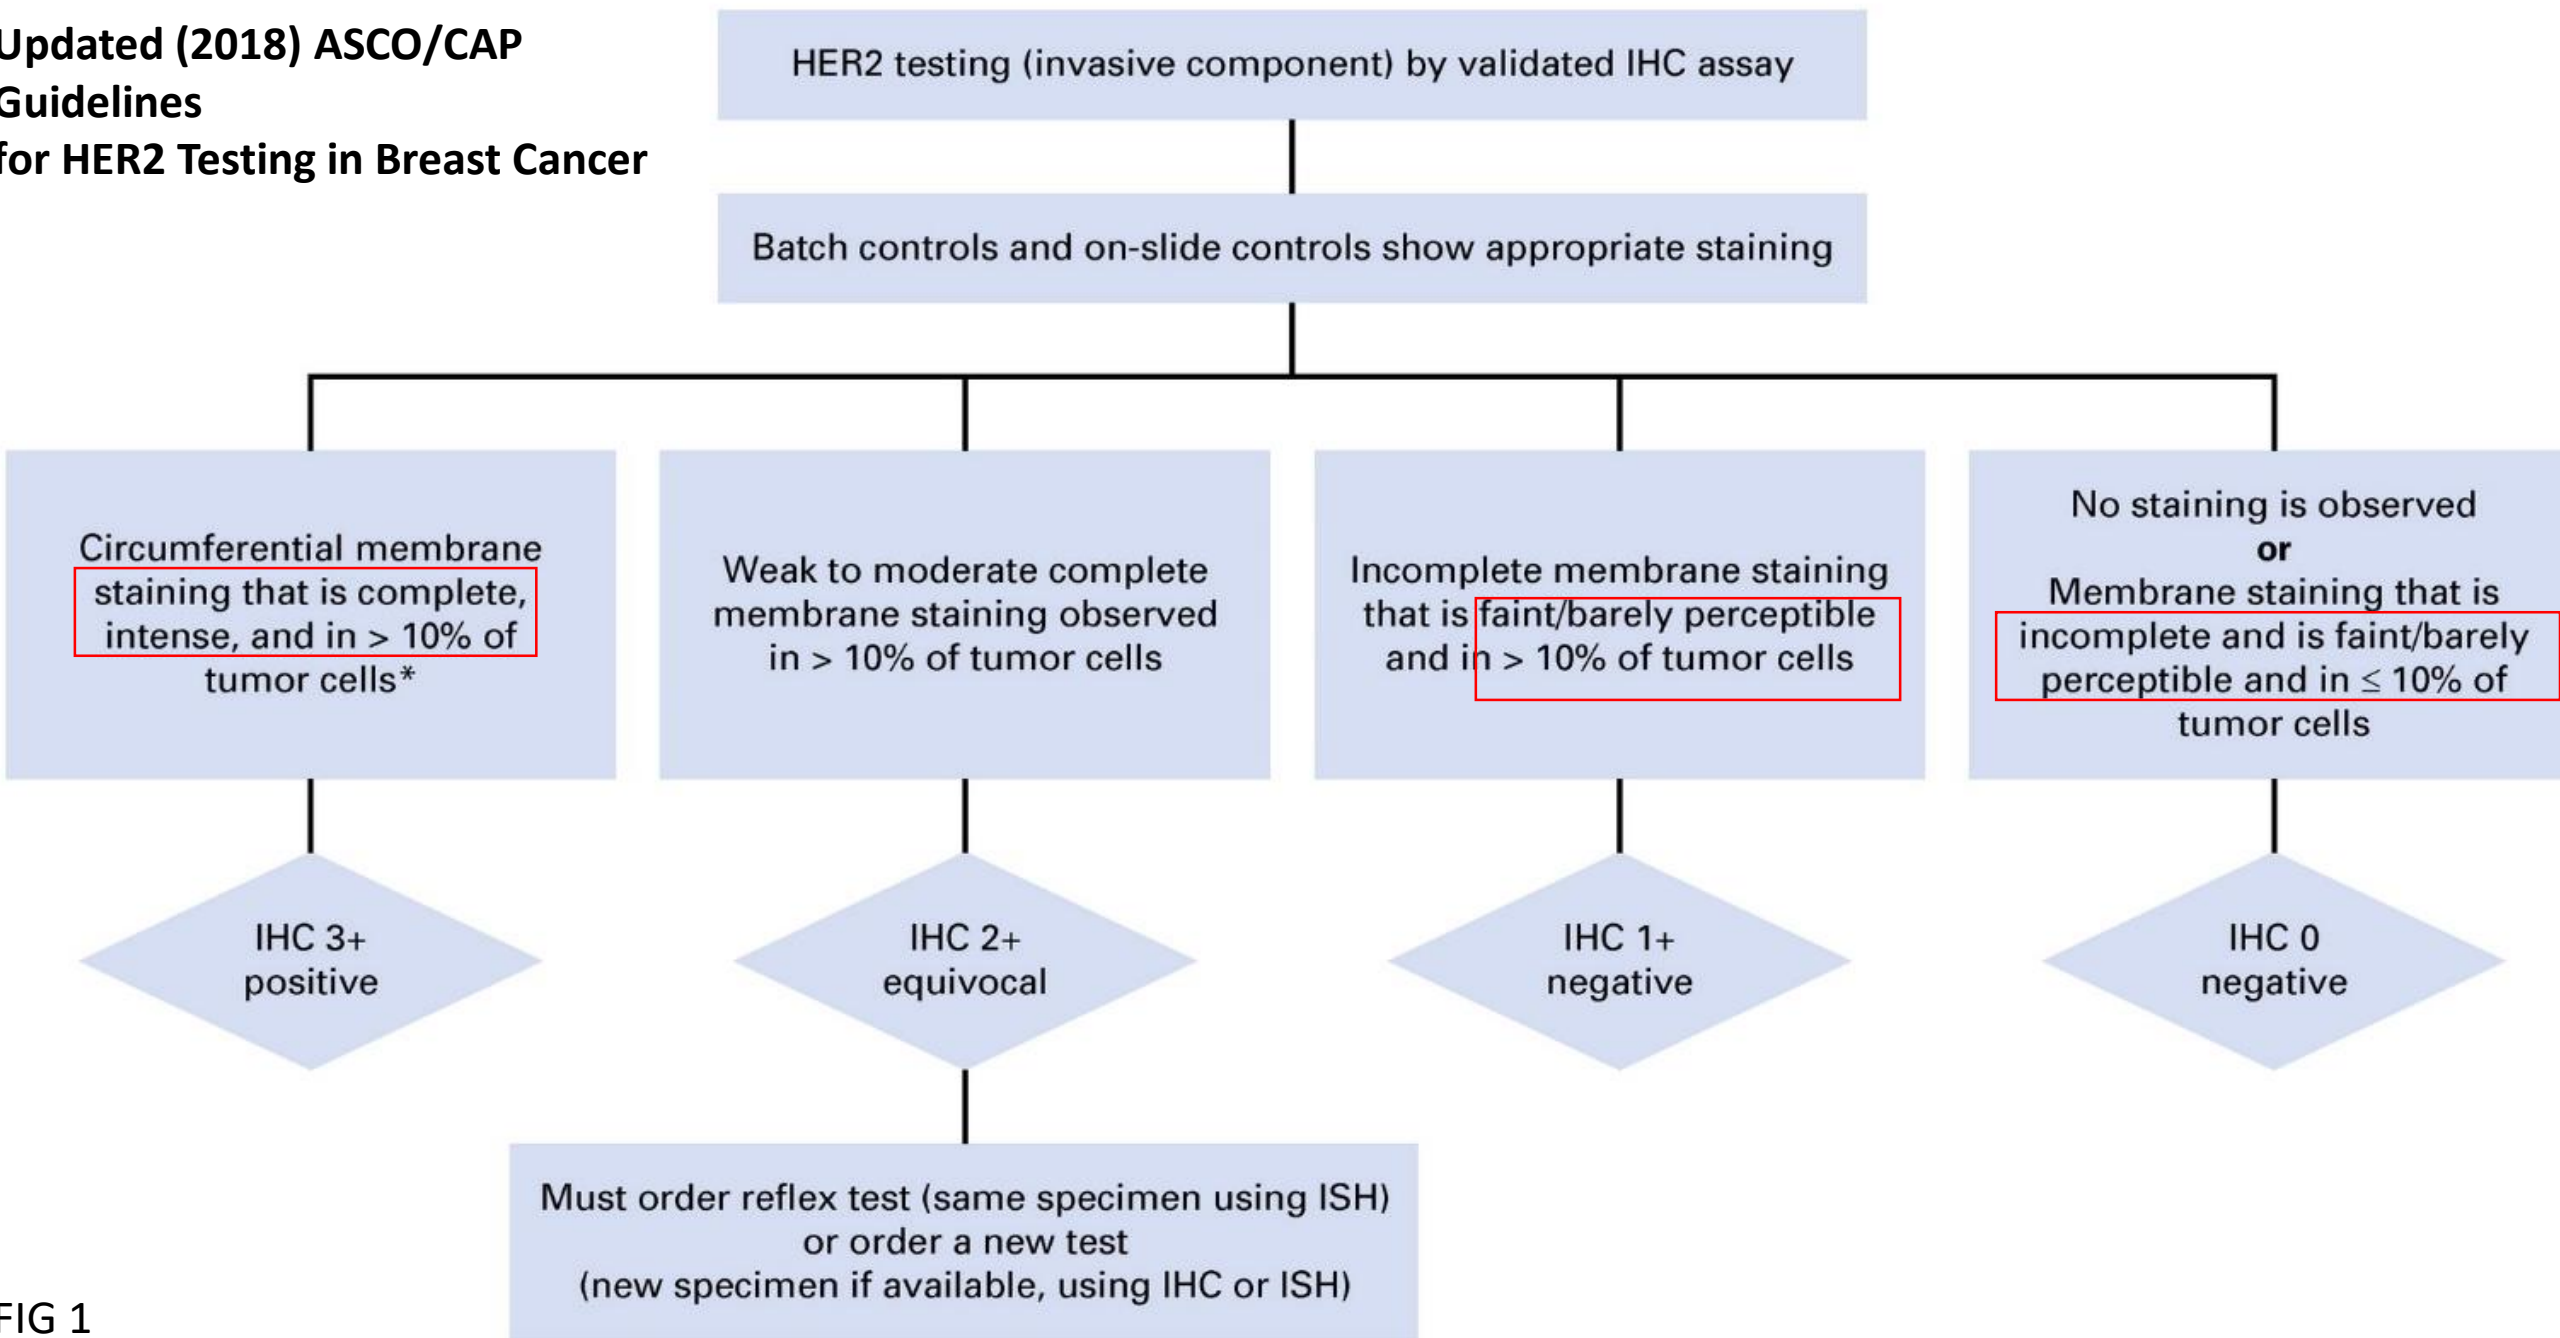 Updated (2018) ASCO/CAP
Guidelines
for HER2 Testing in Breast Cancer
HER2 testing (invasive component) by validated IHC assay
Batch controls and on-slide controls show appropriate staining
Circumferential membrane
staining that is complete,
intense, and in > 10% of
tumor cells*
Weak to moderate complete
membrane staining observed
in > 10% of tumor cells
Incomplete membrane staining
that is faint/barely perceptible
and in > 10% of tumor cells
No staining is observed
or
Membrane staining that is
incomplete and is faint/barely
perceptible and in ≤ 10% of
tumor cells
IHC 3+
positive
IHC 2+
equivocal
IHC 1+
negative
IHC 0
negative
Must order reflex test (same specimen using ISH)
or order a new test
(new specimen if available, using IHC or ISH)
FIG 1